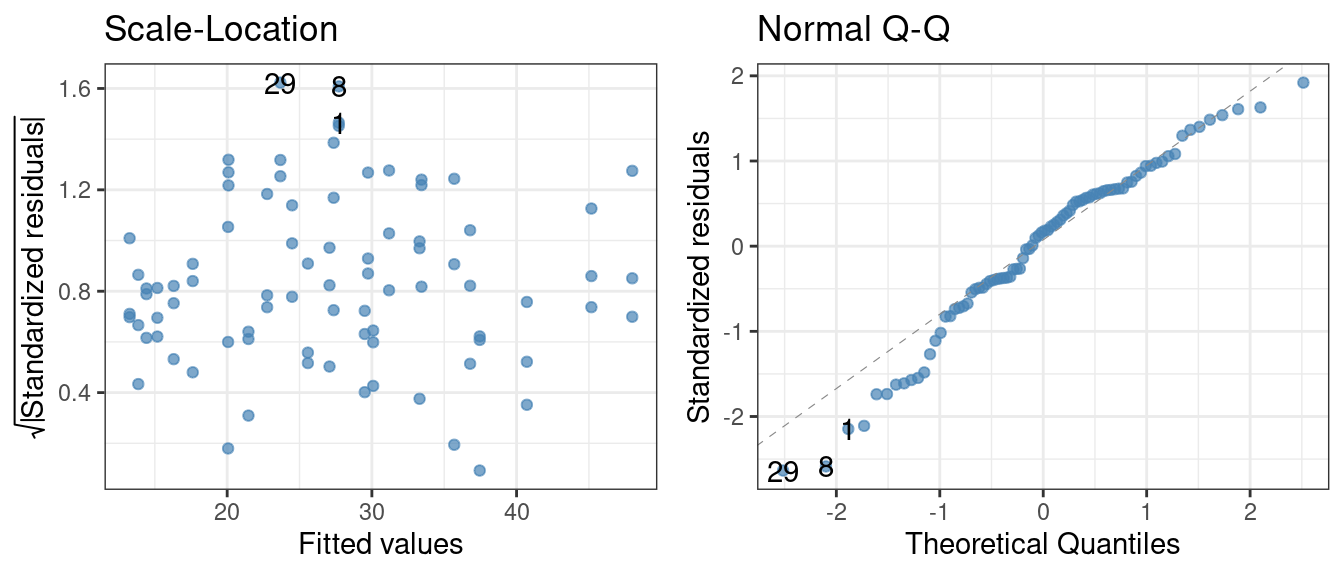 Scale-Location
√|Standardized residuals|
1.6
1.2
0.8
0.4
29
8
1
20 30 40
Fitted values
Normal Q-Q
Standardized residuals
2
1
0
-1
-2
1
29 8
-2 -1 0 1 2
Theoretical Quantiles